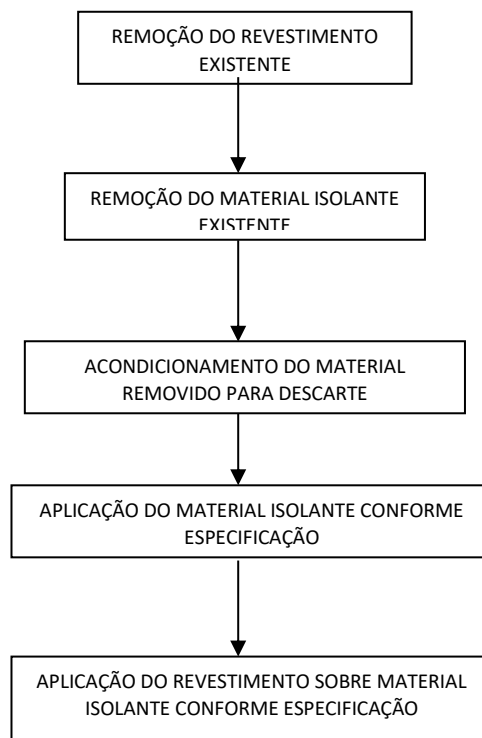 REMOÇÃO DO REVESTIMENTO
EXISTENTE
REMOÇÃO DO MATERIAL ISOLANTE
EXISTENTE
ACONDICIONAMENTO DO MATERIAL
REMOVIDO PARA DESCARTE
APLICAÇÃO DO MATERIAL ISOLANTE CONFORME
ESPECIFICAÇÃO
APLICAÇÃO DO REVESTIMENTO SOBRE MATERIAL
ISOLANTE CONFORME ESPECIFICAÇÃO